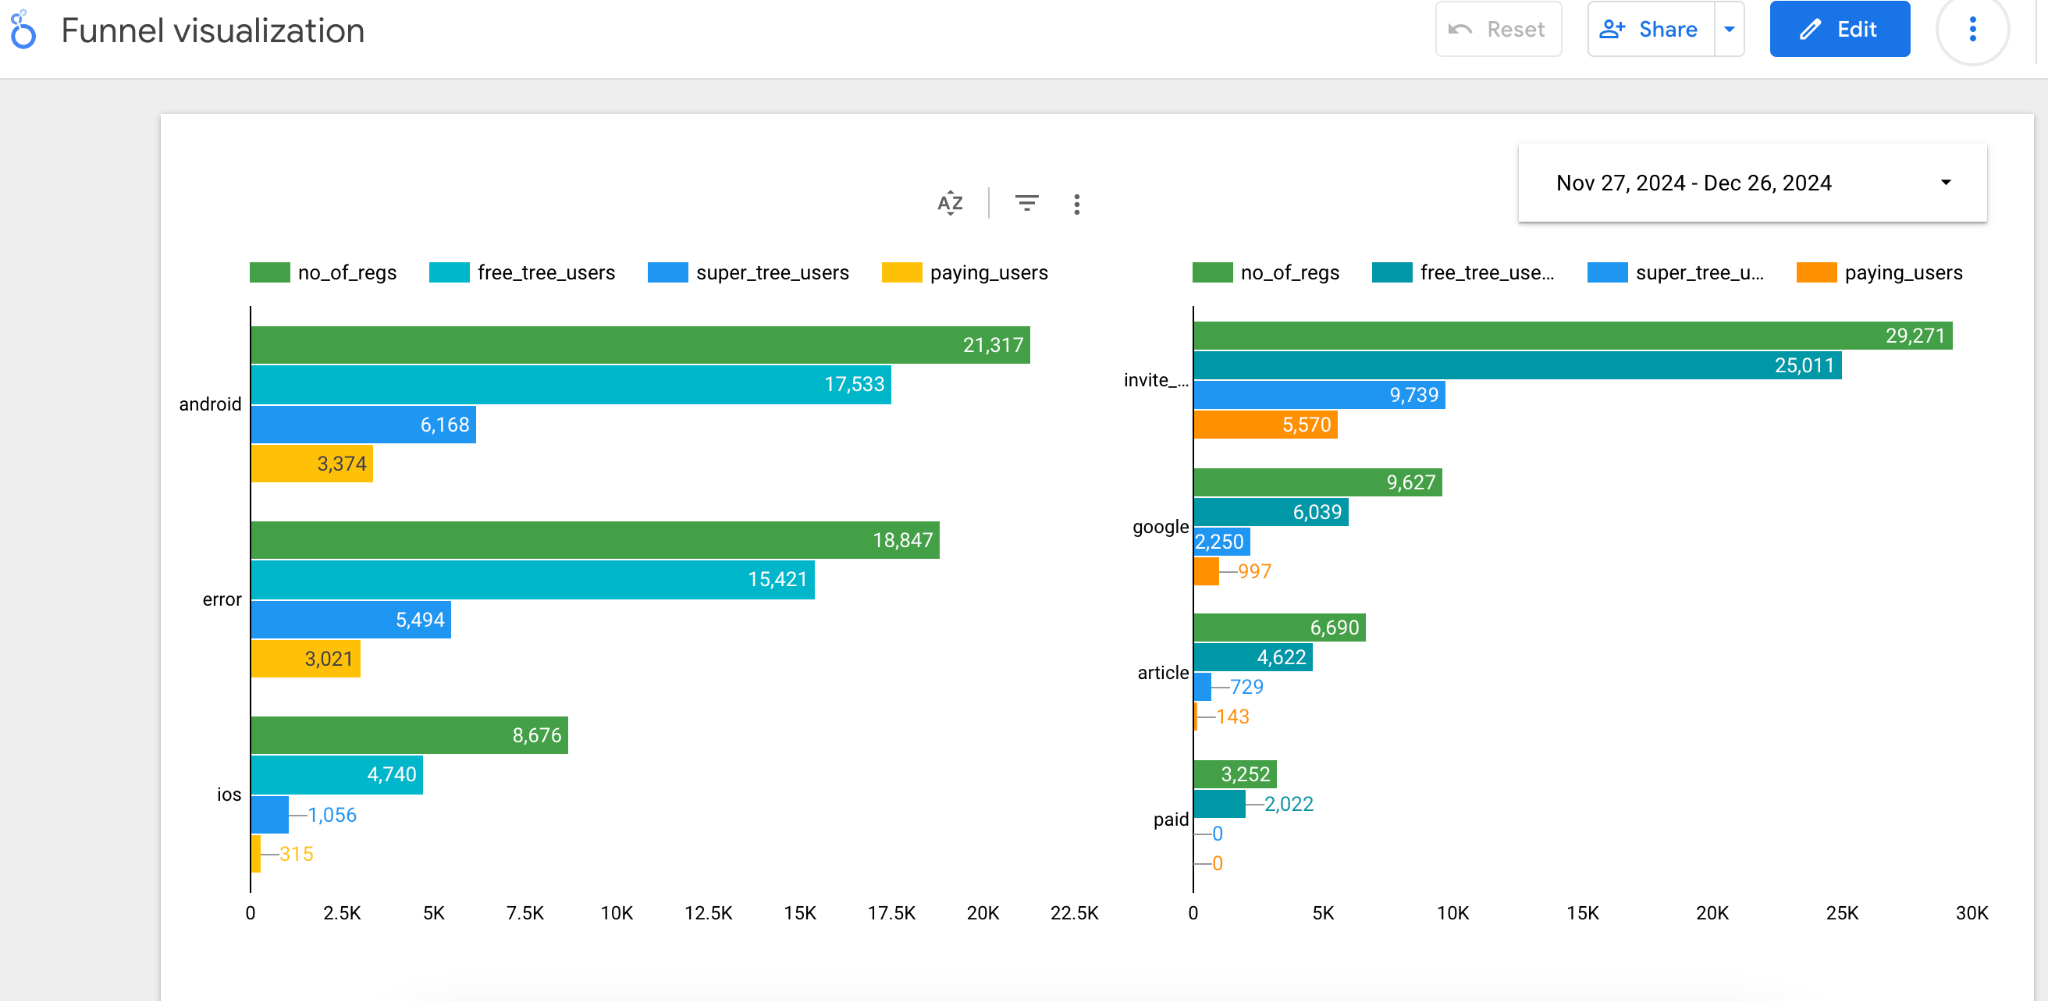 Funnel visualization
Reset
Share
Edit
Nov 27, 2024 - Dec 26, 2024
AZ
no_of_regs free_tree_users super_tree_users paying_users
android
21,317
17,533
6,168
3,374
error
18,847
15,421
5,494
3,021
ios
8,676
4,740
1,056
315
0 2.5K 5K 7.5K 10K 12.5K 15K 17.5K 20K 22.5K
no_of_regs free_tree_use... super_tree_u... paying_users
invite_...
29,271
25,011
9,739
5,570
google
9,627
6,039
2,250
997
article
6,690
4,622
729
143
paid
3,252
2,022
0
0
0 5K 10K 15K 20K 25K 30K